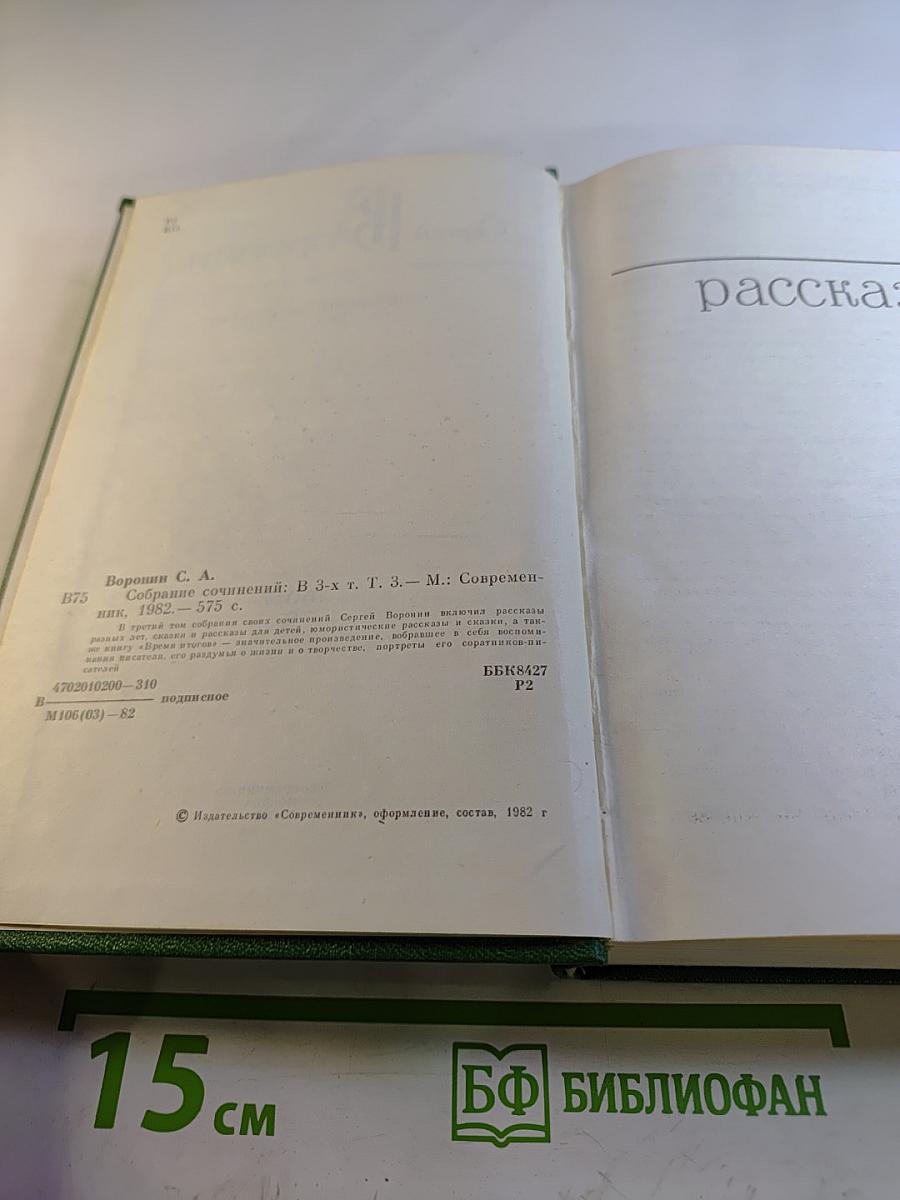 Воронин С. А.
В75 Собрание сочинений: В 3-х т. Т. 3.— М.: Современ-
ник, 1982.— 575 с.
В третий том собрания своих сочинений Сергей Воронин включил рассказы
разных лет, сказки и рассказы для детей, юмористические рассказы и сказки, а так-
же книгу «Время итогов» — значительное произведение, вобравшее в себя воспоми-
нания писателя, его раздумья о жизни и о творчестве, портреты его соратников-пи-
сателей
4702010200—310
В подписное
М106(03)—82
ББК8427
Р2
© Издательство «Современник», оформление, состав, 1982 г
рассказ
15 см
БФ БИБЛИОФАН